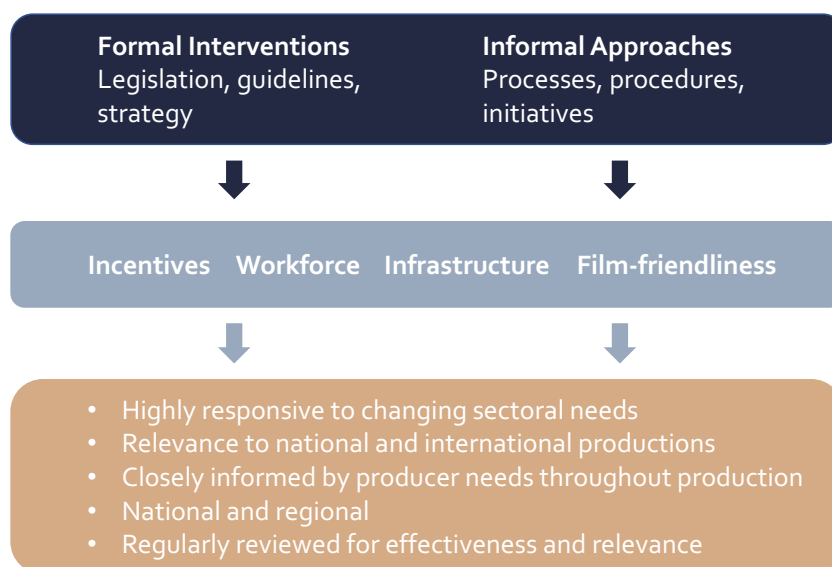 Formal Interventions
Legislation, guidelines,
strategy
Informal Approaches
Processes, procedures,
initiatives
Incentives Workforce Infrastructure Film-friendliness
• Highly responsive to changing sectoral needs
• Relevance to national and international productions
• Closely informed by producer needs throughout production
• National and regional
• Regularly reviewed for effectiveness and relevance